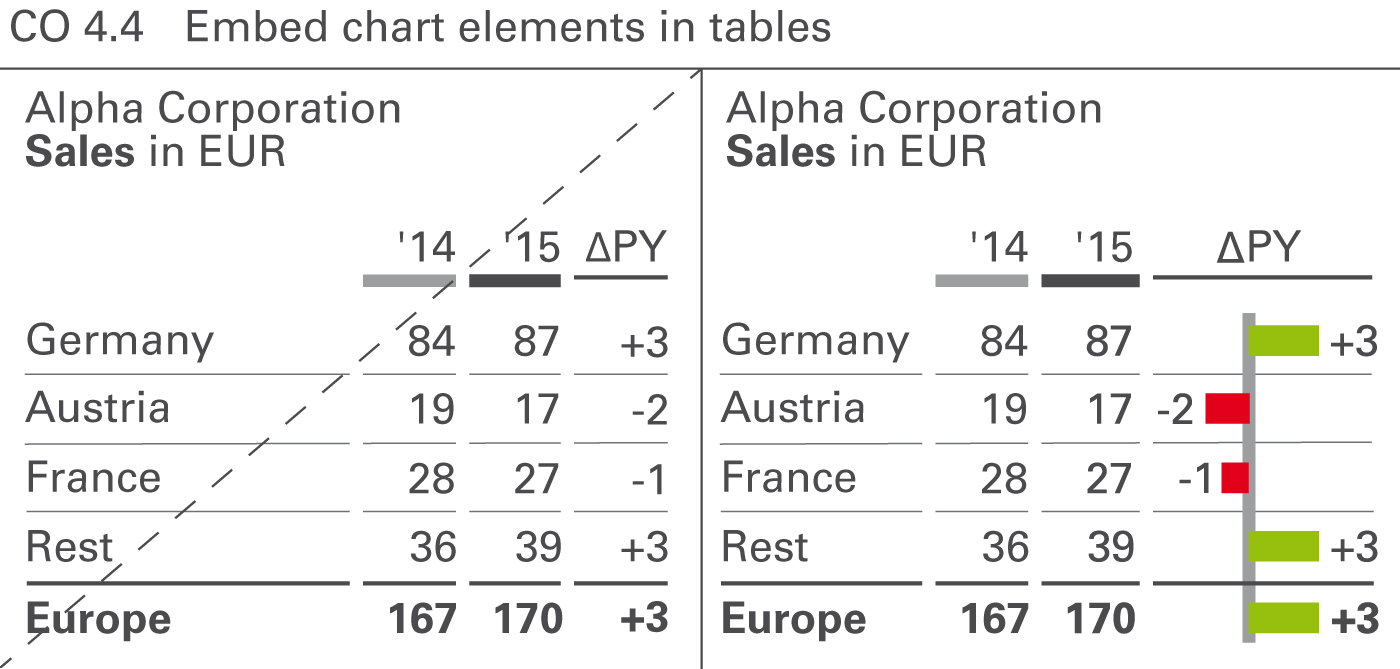 CO 4.4 Embed chart elements in tables
Alpha Corporation
Sales in EUR
'14 '15 ΔPY
Germany 84 87 +3
Austria 19 17 -2
France 28 27 -1
Rest 36 39 +3
Europe 167 170 +3
Alpha Corporation
Sales in EUR
'14 '15 ΔPY
Germany 84 87 +3
Austria 19 17 -2
France 28 27 -1
Rest 36 39 +3
Europe 167 170 +3